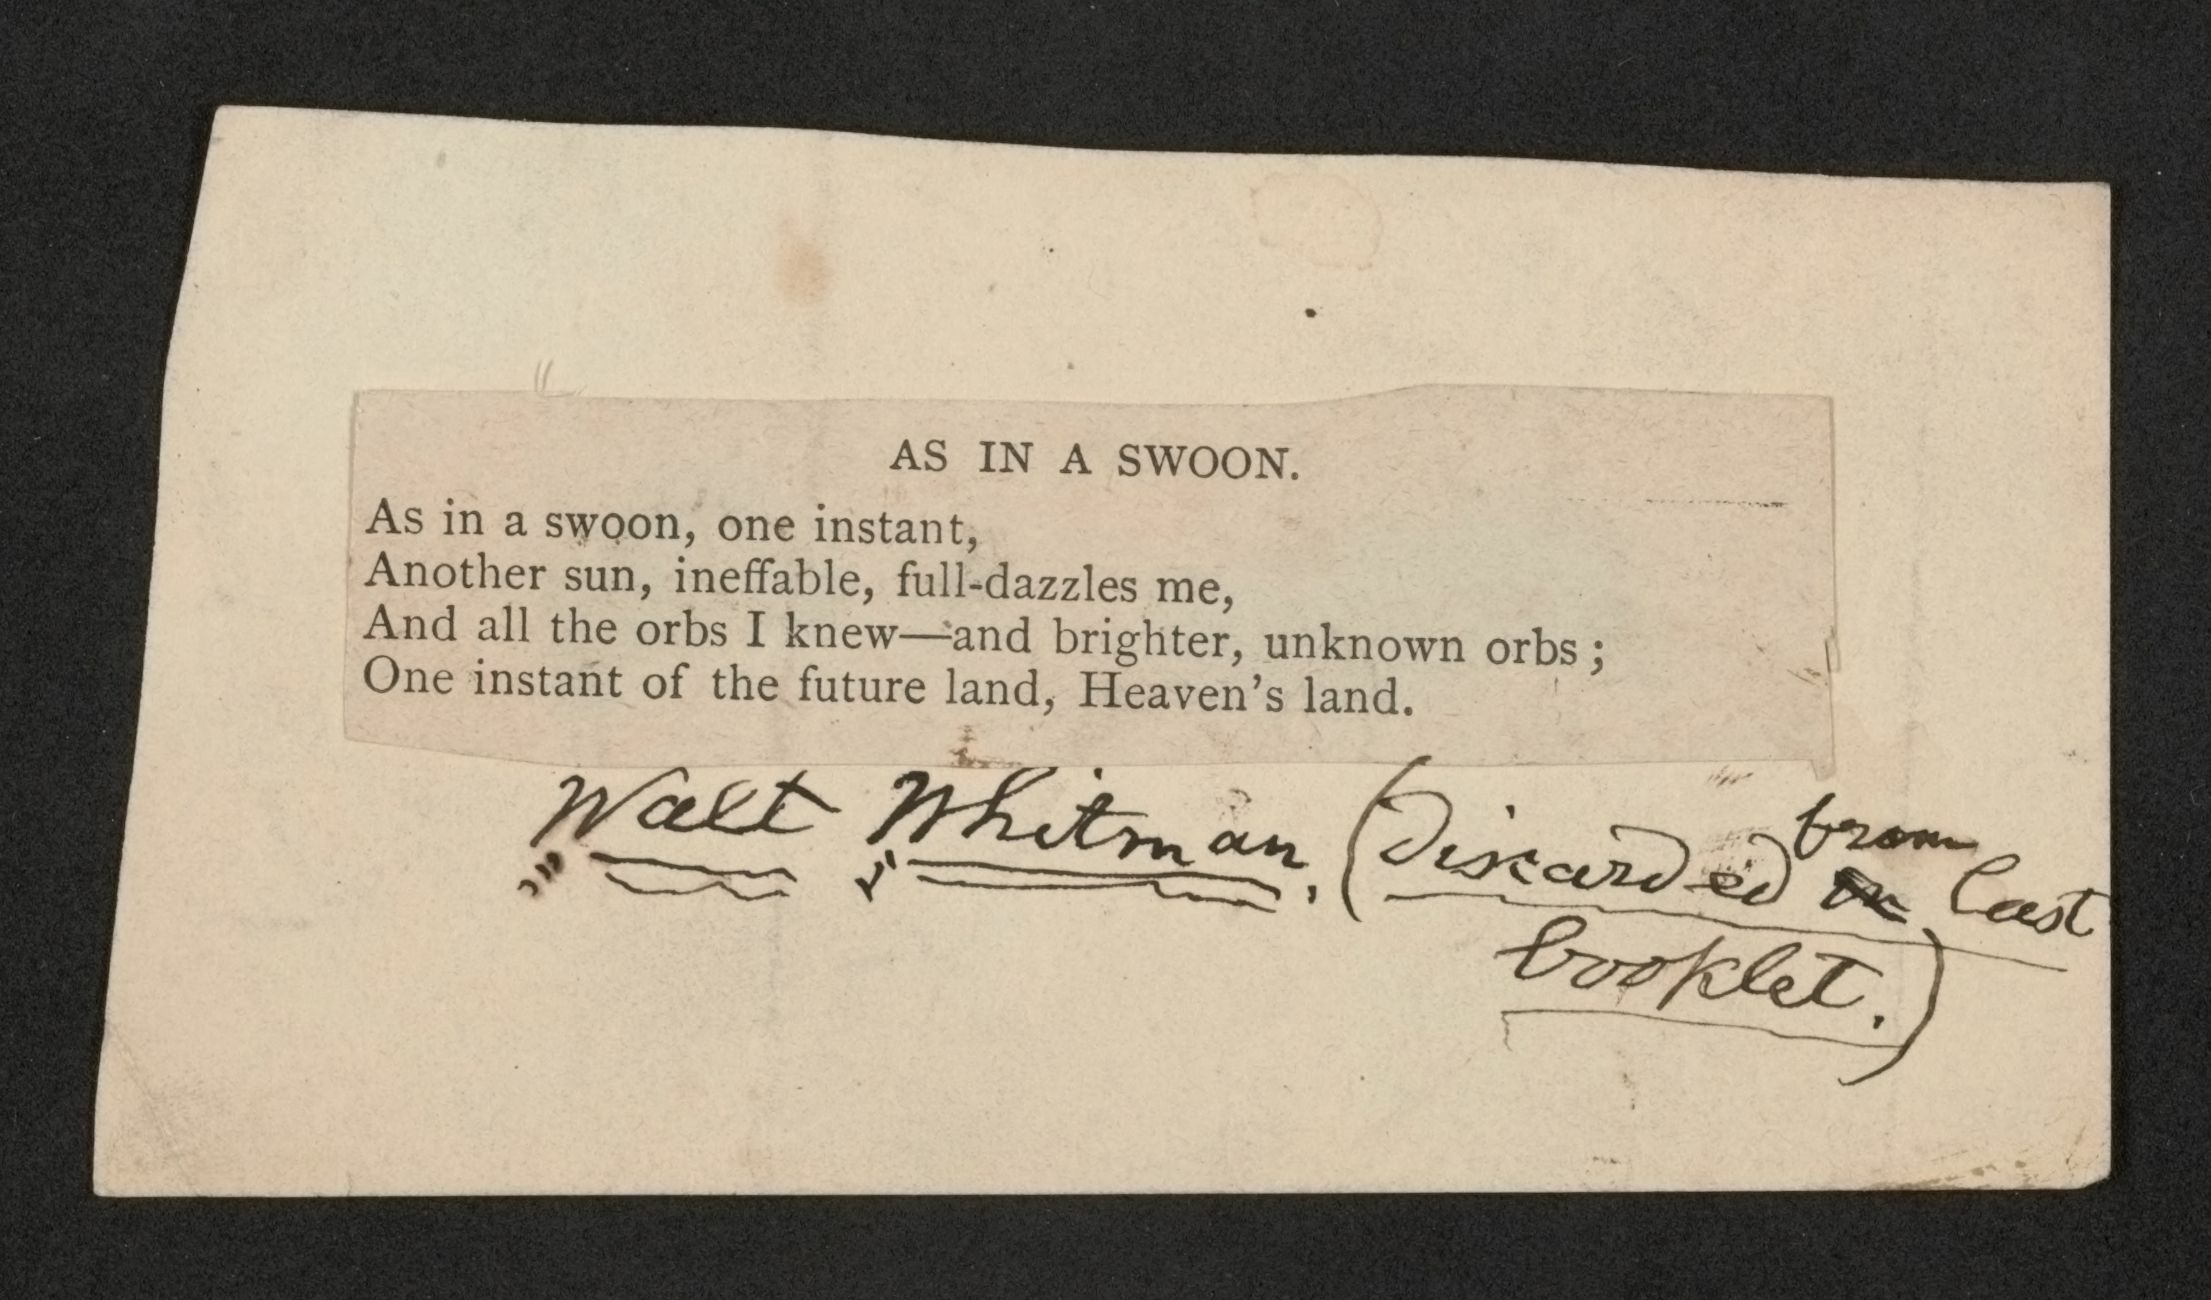 AS IN A SWOON.
As in a swoon, one instant,
Another sun, ineffable, full-dazzles me,
And all the orbs I knew—and brighter, unknown orbs;
One instant of the future land, Heaven's land.
Walt Whitman. (Discarded from last
booklet.)